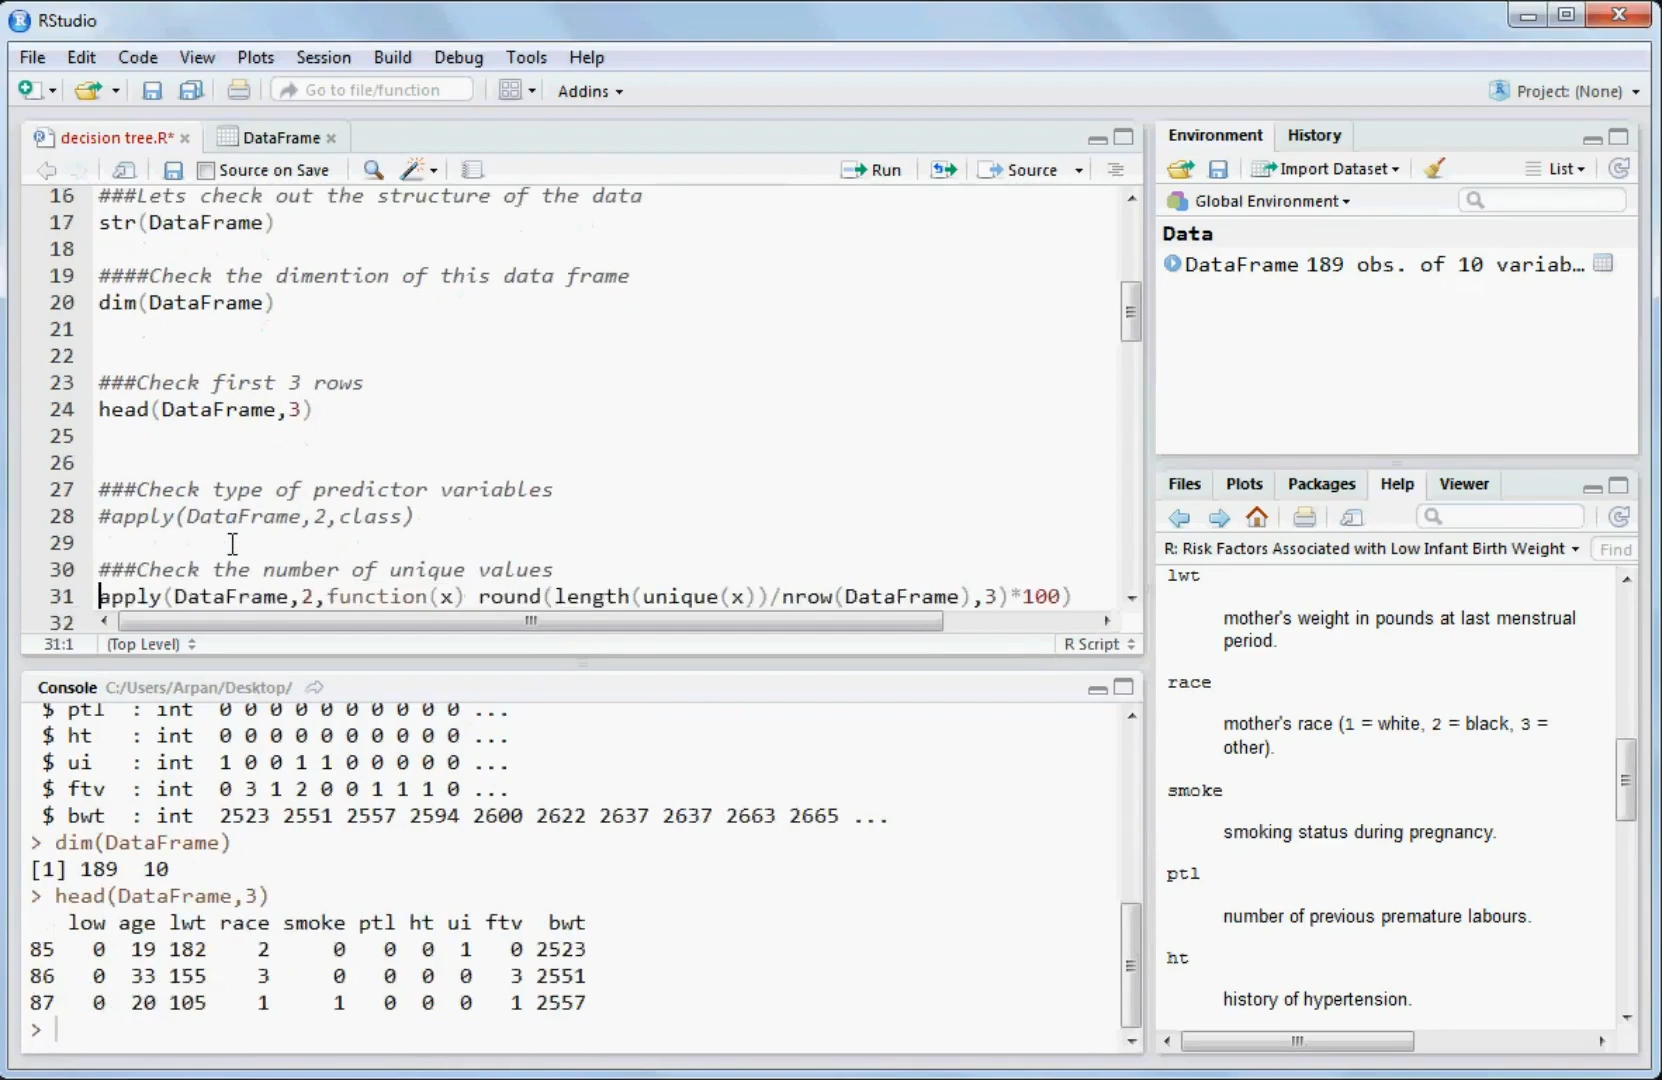 RStudio
File Edit Code View Plots Session Build Debug Tools Help
Go to file/function Addins Project: (None)
decision tree.R* DataFrame
Source on Save Run Source
16 ###Lets check out the structure of the data
17 str(DataFrame)
18
19 ####Check the dimention of this data frame
20 dim(DataFrame)
21
22
23 ###Check first 3 rows
24 head(DataFrame,3)
25
26
27 ###Check type of predictor variables
28 #apply(DataFrame,2,class)
29
30 ###Check the number of unique values
31 apply(DataFrame,2,function(x) round(length(unique(x))/nrow(DataFrame),3)*100)
32
31:1 (Top Level) R Script
Console C:/Users/Arpan/Desktop/
$ ptl : int 0 0 0 0 0 0 0 0 0 0 ...
$ ht : int 0 0 0 0 0 0 0 0 0 0 ...
$ ui : int 1 0 0 1 1 0 0 0 0 0 ...
$ ftv : int 0 3 1 2 0 0 1 1 1 0 ...
$ bwt : int 2523 2551 2557 2594 2600 2622 2637 2637 2663 2665 ...
> dim(DataFrame)
[1] 189 10
> head(DataFrame,3)
low age lwt race smoke ptl ht ui ftv bwt
85 0 19 182 2 0 0 0 1 0 2523
86 0 33 155 3 0 0 0 0 3 2551
87 0 20 105 1 1 0 0 0 1 2557
>
Environment History
Import Dataset List
Global Environment
Data
DataFrame 189 obs. of 10 variab...
Files Plots Packages Help Viewer
R: Risk Factors Associated with Low Infant Birth Weight Find
lwt
mother's weight in pounds at last menstrual
period.
race
mother's race (1 = white, 2 = black, 3 =
other).
smoke
smoking status during pregnancy.
ptl
number of previous premature labours.
ht
history of hypertension.